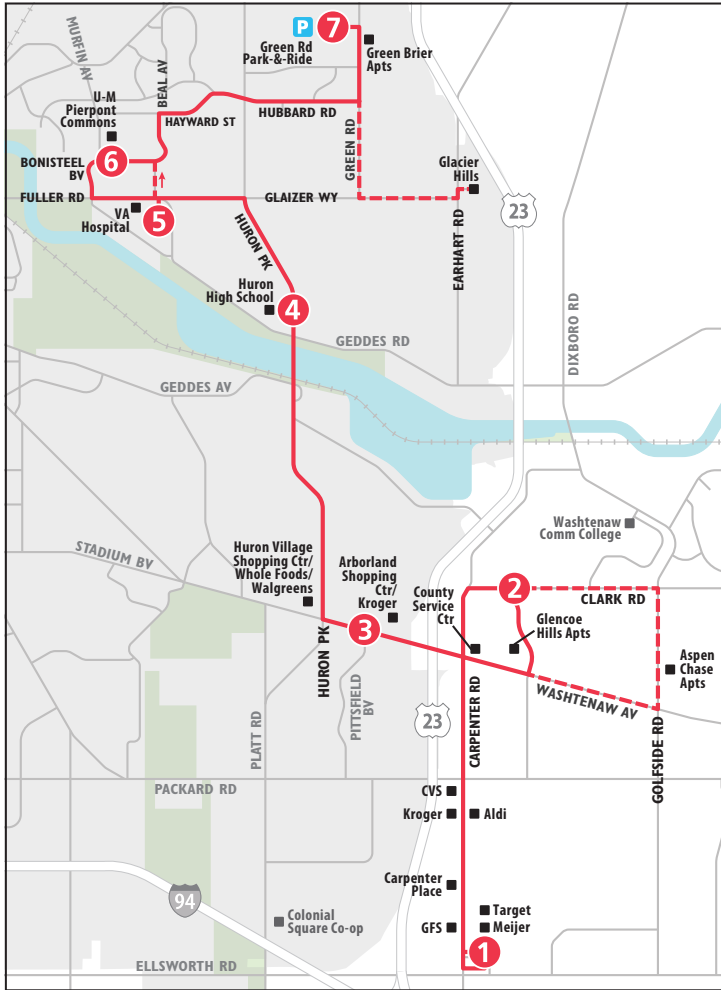 MURFIN AV
BEAL AV
P
7
Green Rd
Park-&-Ride
Green Brier
Apts
U-M
Pierpont
Commons
HAYWARD ST
HUBBARD RD
GREEN RD
BONISTEEL
BV
6
Glacier
Hills
FULLER RD
GLAIZER WY
VA
Hospital
5
HURON PK
EARHART RD
23
Huron
High School
4
GEDDES RD
DIXBORO RD
GEDDES AV
STADIUM BV
Washtenaw
Comm College
Huron Village
Shopping Ctr/
Whole Foods/
Walgreens
Arborland
Shopping
Ctr/
Kroger
County
Service
Ctr
2
CLARK RD
Glencoe
Hills Apts
3
HURON PK
PITTSFIELD
BV
CARPENTER RD
WASHTENAW AV
Aspen
Chase
Apts
PLATT RD
23
GOLFSIDE RD
PACKARD RD
CVS
Kroger
Aldi
Carpenter
Place
94
Colonial
Square Co-op
Target
GFS
Meijer
1
ELLSWORTH RD